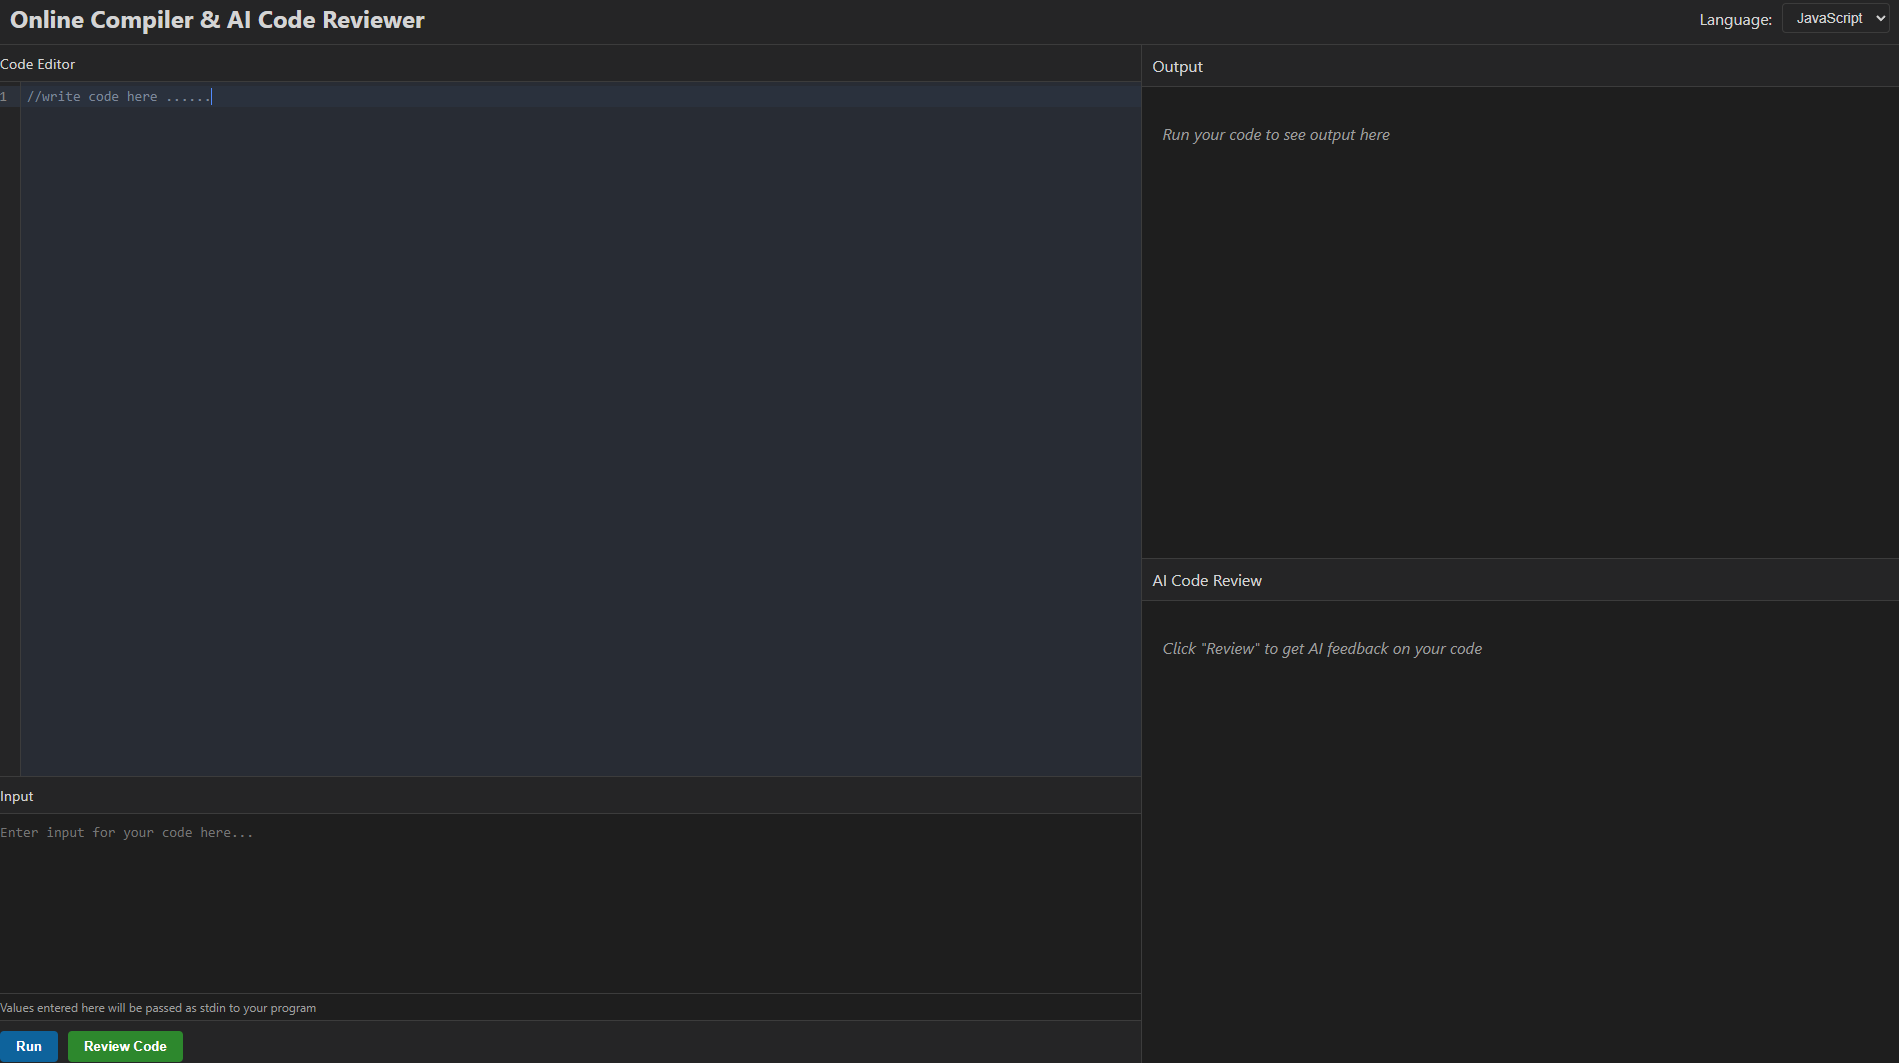 Online Compiler & AI Code Reviewer
Language: JavaScript
Code Editor
1 //write code here ......
Input
Enter input for your code here...
Values entered here will be passed as stdin to your program
Run Review Code
Output
Run your code to see output here
AI Code Review
Click "Review" to get AI feedback on your code